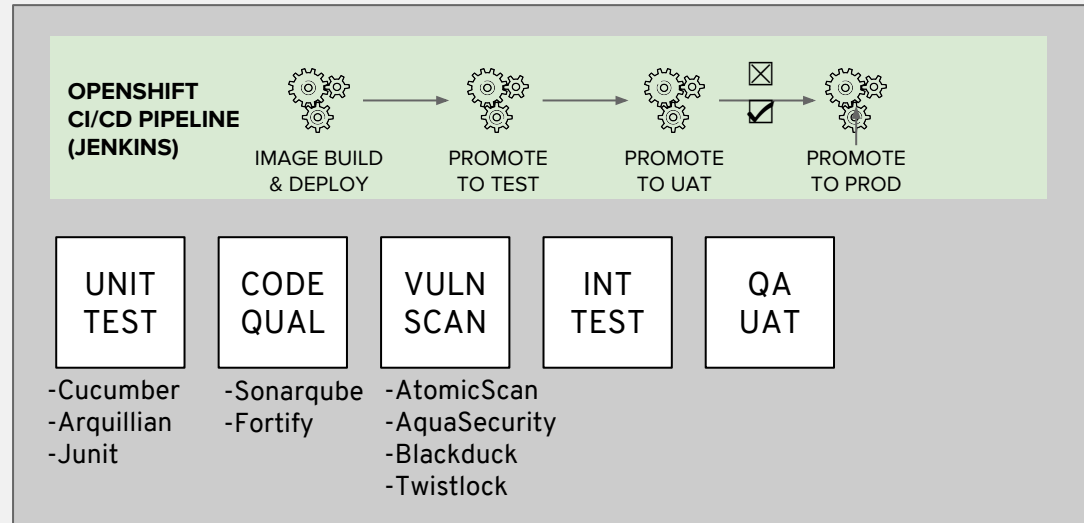 OPENSHIFT
CI/CD PIPELINE
(JENKINS)
IMAGE BUILD
& DEPLOY
PROMOTE
TO TEST
PROMOTE
TO UAT
PROMOTE
TO PROD
UNIT
TEST
CODE
QUAL
VULN
SCAN
INT
TEST
QA
UAT
-Cucumber
-Arquillian
-Junit
-Sonarqube
-Fortify
-AtomicScan
-AquaSecurity
-Blackduck
-Twistlock